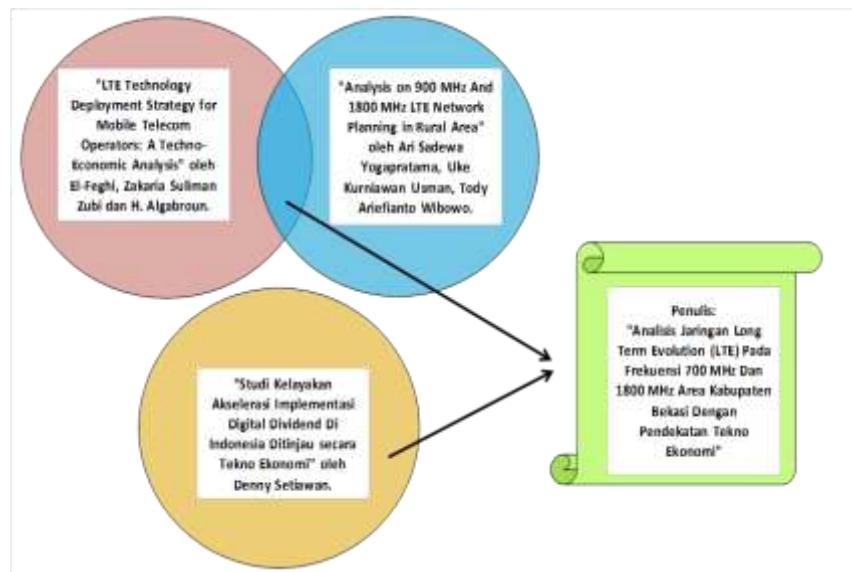 "LTE Technology
Deployment Strategy for
Mobile Telecom
Operators: A Techno-
Economic Analysis" oleh
El-Feghi, Zakaria Suliman
Zubi dan H. Algabroun.
"Analysis on 900 MHz And
1800 MHz LTE Network
Planning in Rural Area"
oleh Ari Sadewa
Yogapratama, Uke
Kurniawan Usman, Tody
Ariefianto Wibowo.
"Studi Kelayakan
Akselerasi Implementasi
Digital Dividend Di
Indonesia Ditinjau secara
Tekno Ekonomi" oleh
Denny Setiawan.
Penulis:
"Analisis Jaringan Long
Term Evolution (LTE) Pada
Frekuensi 700 MHz Dan
1800 MHz Area Kabupaten
Bekasi Dengan
Pendekatan Tekno
Ekonomi"